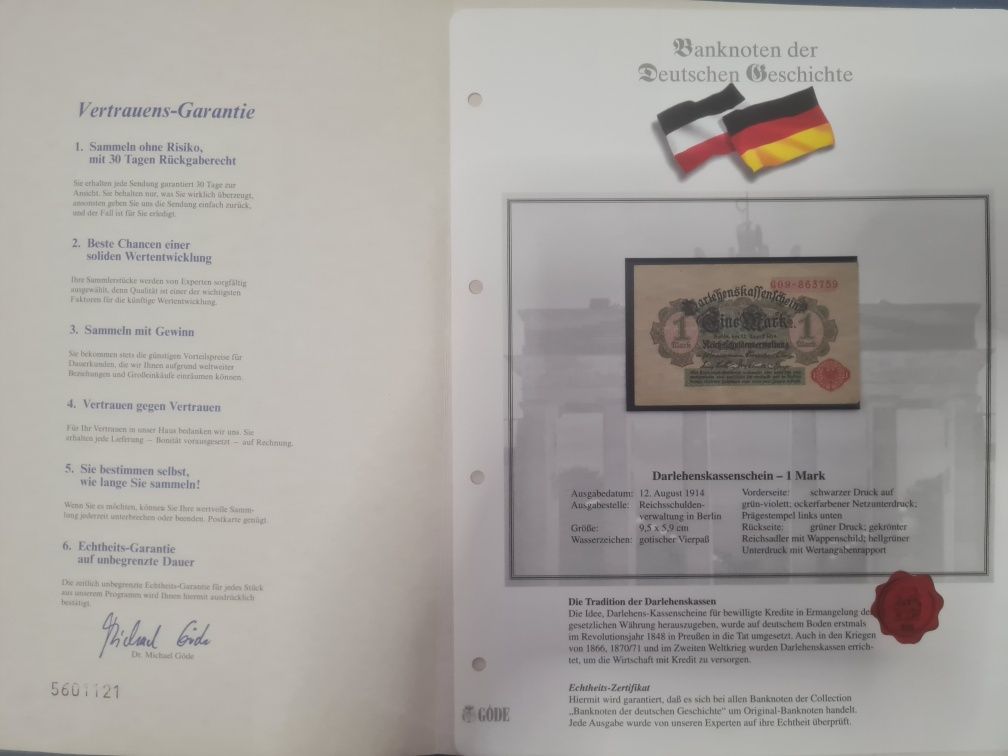 Vertrauens-Garantie
1. Sammeln ohne Risiko,
mit 30 Tagen Rückgaberecht
Sie erhalten jede Sendung garantiert 30 Tage zur
Ansicht. Sie behalten nur, was Sie wirklich überzeugt,
ansonsten geben Sie uns die Sendung einfach zurück,
und der Fall ist für Sie erledigt.
2. Beste Chancen einer
soliden Wertentwicklung
Ihre Sammlerstücke werden von Experten sorgfältig
ausgewählt, denn Qualität ist einer der wichtigsten
Faktoren für die künftige Wertentwicklung.
3. Sammeln mit Gewinn
Sie bekommen stets die günstigen Vorteilspreise für
Dauerkunden, die wir Ihnen aufgrund weltweiter
Beziehungen und Großeinkäufe einräumen können.
4. Vertrauen gegen Vertrauen
Für Ihr Vertrauen in unser Haus bedanken wir uns. Sie
erhalten jede Lieferung – Bonität vorausgesetzt – auf Rechnung.
5. Sie bestimmen selbst,
wie lange Sie sammeln!
Wenn Sie es möchten, können Sie Ihre wertvolle Samm-
lung jederzeit unterbrechen oder beenden. Postkarte genügt.
6. Echtheits-Garantie
auf unbegrenzte Dauer
Die zeitlich unbegrenzte Echtheits-Garantie für jedes Stück
aus unserem Programm wird Ihnen hiermit ausdrücklich
bestätigt.
Michael Göde
Dr. Michael Göde
5601121
Banknoten der
Deutschen Geschichte
609-863759
Darlehenskassenschein
Eine Mark
1 Mark
1 Mark
Berlin, den 12. August 1914
Reichsschuldenverwaltung
Darlehenskassenschein – 1 Mark
Ausgabedatum: 12. August 1914
Ausgabestelle: Reichsschulden-
verwaltung in Berlin
Größe: 9,5 x 5,9 cm
Wasserzeichen: gotischer Vierpaß
Vorderseite: schwarzer Druck auf
grün-violett; ockerfarbener Netzunterdruck;
Prägestempel links unten
Rückseite: grüner Druck; gekrönter
Reichsadler mit Wappenschild; hellgrüner
Unterdruck mit Wertangabenrapport
Die Tradition der Darlehenskassen
Die Idee, Darlehens-Kassenscheine für bewilligte Kredite in Ermangelung der
gesetzlichen Währung herauszugeben, wurde auf deutschem Boden erstmals
im Revolutionsjahr 1848 in Preußen in die Tat umgesetzt. Auch in den Kriegen
von 1866, 1870/71 und im Zweiten Weltkrieg wurden Darlehenskassen errich-
tet, um die Wirtschaft mit Kredit zu versorgen.
Echtheits-Zertifikat
Hiermit wird garantiert, daß es sich bei allen Banknoten der Collection
„Banknoten der deutschen Geschichte" um Original-Banknoten handelt.
Jede Ausgabe wurde von unseren Experten auf ihre Echtheit überprüft.
GÖDE